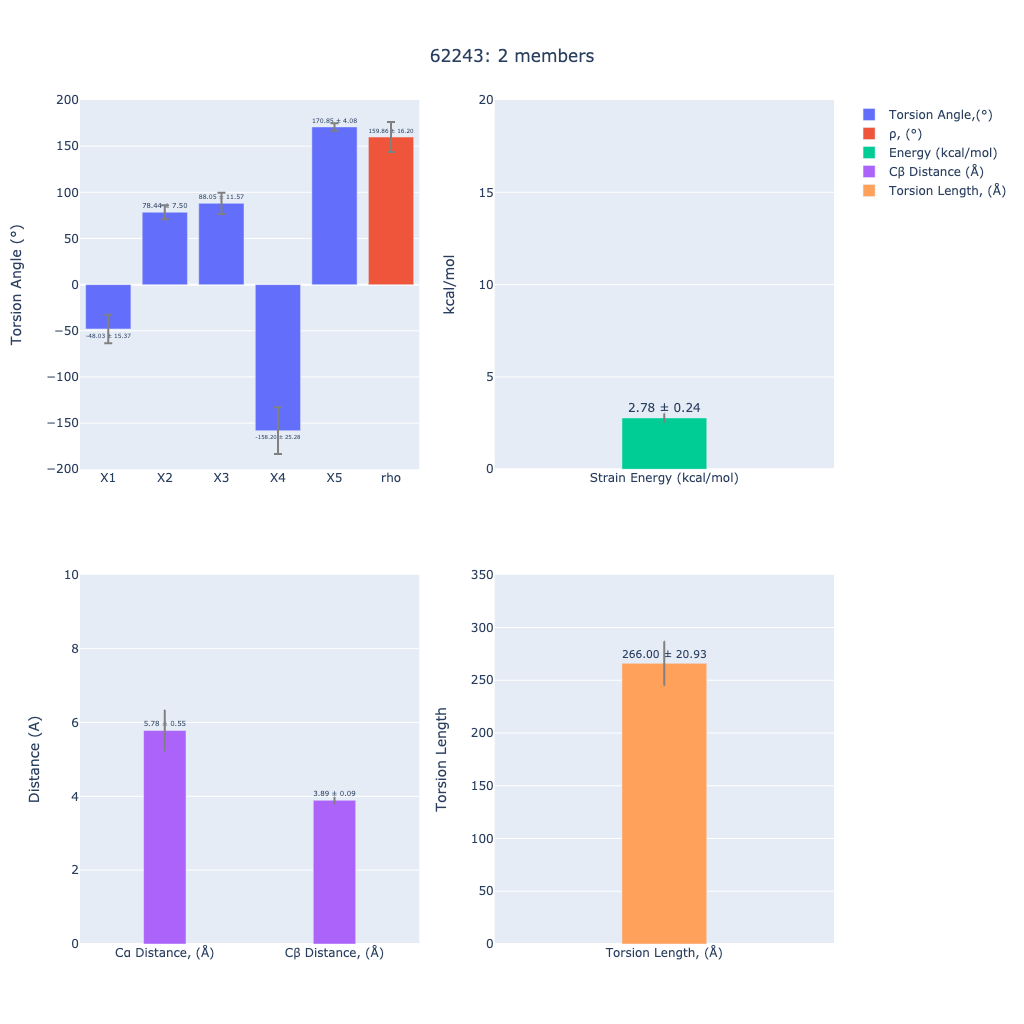 62243: 2 members
200
150
100
50
0
−50
−100
−150
−200
Torsion Angle (°)
-48.03 ± 15.37
78.44 ± 7.50
88.05 ± 11.57
-158.20 ± 25.28
170.85 ± 4.08
159.86 ± 16.20
X1 X2 X3 X4 X5 rho
20
15
10
5
0
kcal/mol
2.78 ± 0.24
Strain Energy (kcal/mol)
Torsion Angle,(°)
ρ, (°)
Energy (kcal/mol)
Cβ Distance (Å)
Torsion Length, (Å)
10
8
6
4
2
0
Distance (A)
5.78 ± 0.55
3.89 ± 0.09
Cα Distance, (Å) Cβ Distance, (Å)
350
300
250
200
150
100
50
0
Torsion Length
266.00 ± 20.93
Torsion Length, (Å)